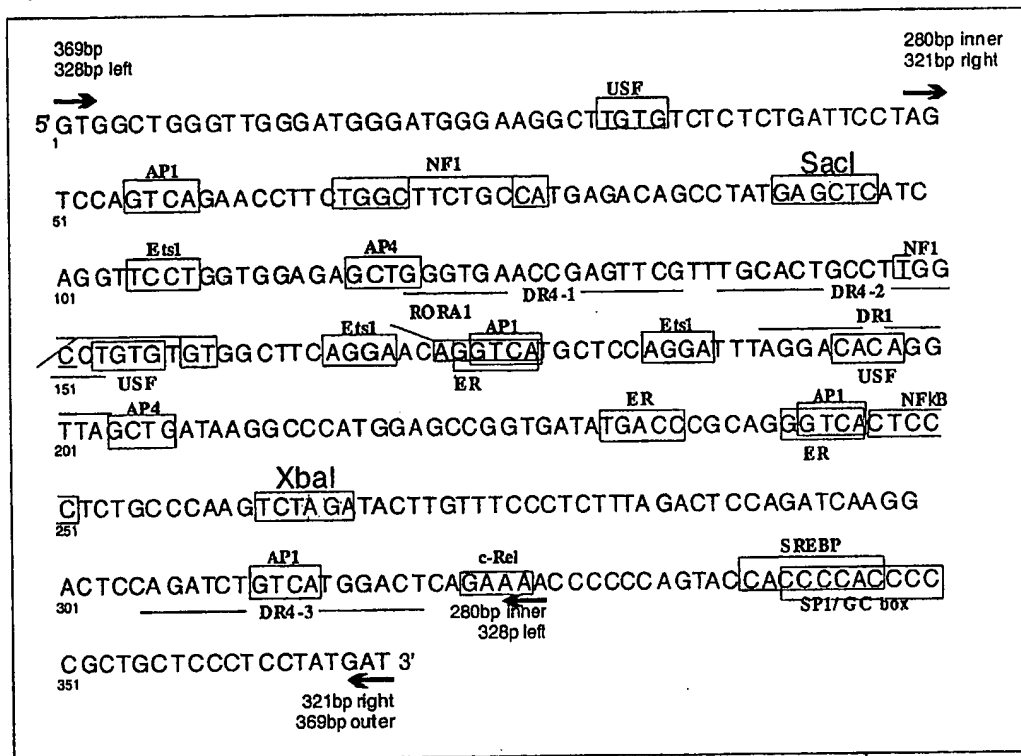 369bp
328bp left
280bp inner
321bp right
USF
5' GTGGCTGGGTTGGGATGGGATGGGAAGGCTTGTGTCTCTCTGATTCCTAG
1
AP1 NF1 SacI
TCCAGTCAGAACCTTCTGGCTTCTGCCATGAGACAGCCTATGAGCTCATC
51
Ets1 AP4 NF1
AGGTTCCTGGTGGAGAGCTGGGTGAACCGAGTTCGTTTGCACTGCCTTGG
101 DR4-1 DR4-2
RORA1 Ets1 AP1 Ets1 DR1
CCTGTGTGTGGCTTCAGGAACAGGTCATGCTCCAGGATTTAGGACACAGG
151 USF ER USF
AP4 ER AP1 NFkB
TTAGCTGATAAGGCCCATGGAGCCGGTGATATGACCCGCAGGGTCACTCC
201 ER
XbaI
CTCTGCCCAAGTCTAGATACTTGTTTCCCTCTTTAGACTCCAGATCAAGG
251
AP1 c-Rel SREBP
ACTCCAGATCTGTCATGGACTCAGAAAACCCCCCAGTACCACCCCACCCC
301 DR4-3 280bp inner SP1/GC box
328p left
CGCTGCTCCCTCCTATGAT 3'
351
321bp right
369bp outer